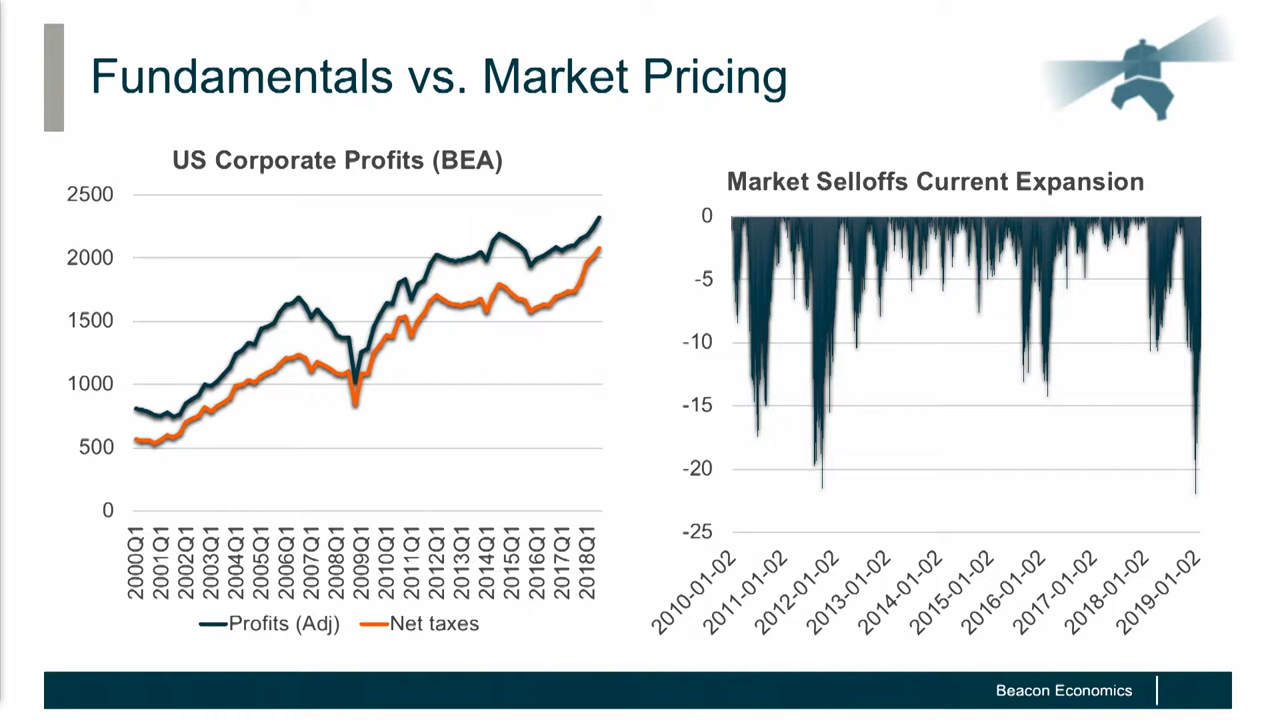 Fundamentals vs. Market Pricing
US Corporate Profits (BEA)
2500
2000
1500
1000
500
0
2000Q1
2001Q1
2002Q1
2003Q1
2004Q1
2005Q1
2006Q1
2007Q1
2008Q1
2009Q1
2010Q1
2011Q1
2012Q1
2013Q1
2014Q1
2015Q1
2016Q1
2017Q1
2018Q1
Profits (Adj) Net taxes
Market Selloffs Current Expansion
0
-5
-10
-15
-20
-25
2010-01-02
2011-01-02
2012-01-02
2013-01-02
2014-01-02
2015-01-02
2016-01-02
2017-01-02
2018-01-02
2019-01-02
Beacon Economics